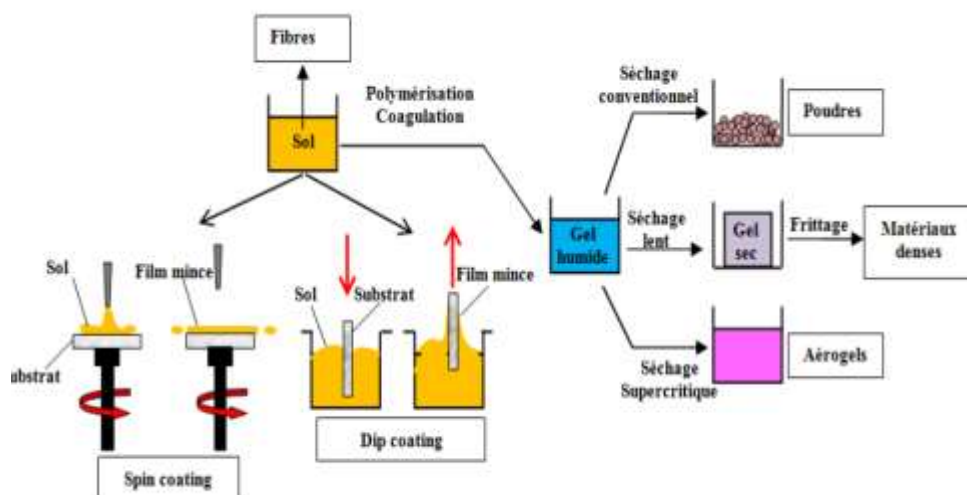 Fibres
Polymérisation
Coagulation
Sol
Séchage
conventionnel
Poudres
Gel
humide
Séchage
lent
Gel
sec
Frittage
Matériaux
denses
Séchage
Supercritique
Aérogels
Sol
Film mince
ubstrat
Spin coating
Sol
Substrat
Film mince
Dip coating